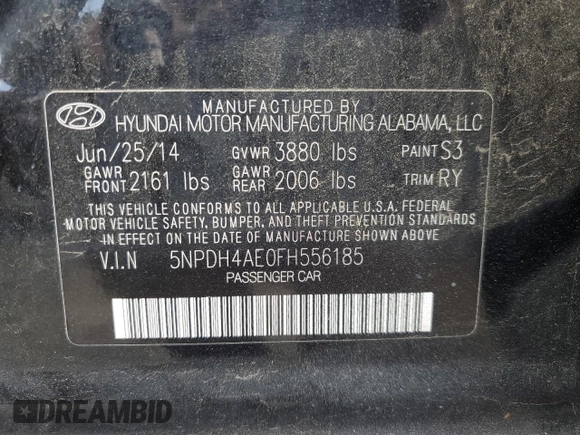 MANUFACTURED BY
HYUNDAI MOTOR MANUFACTURING ALABAMA, LLC
Jun/25/14 GVWR 3880 lbs PAINT S3
GAWR FRONT 2161 lbs GAWR REAR 2006 lbs TRIM RY
THIS VEHICLE CONFORMS TO ALL APPLICABLE U.S.A. FEDERAL
MOTOR VEHICLE SAFETY, BUMPER, AND THEFT PREVENTION STANDARDS
IN EFFECT ON THE DATE OF MANUFACTURE SHOWN ABOVE
V.I.N 5NPDH4AE0FH556185
PASSENGER CAR
DREAMBID